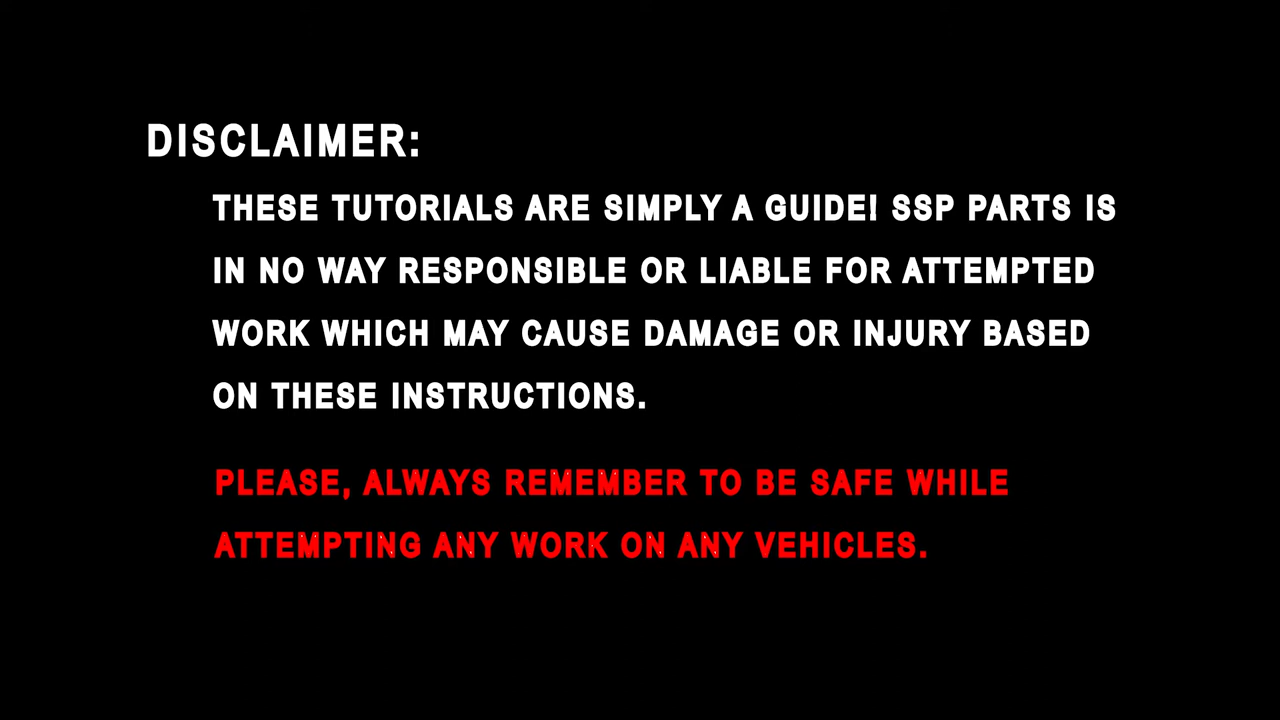 DISCLAIMER:
THESE TUTORIALS ARE SIMPLY A GUIDE! SSP PARTS IS
IN NO WAY RESPONSIBLE OR LIABLE FOR ATTEMPTED
WORK WHICH MAY CAUSE DAMAGE OR INJURY BASED
ON THESE INSTRUCTIONS.
PLEASE, ALWAYS REMEMBER TO BE SAFE WHILE
ATTEMPTING ANY WORK ON ANY VEHICLES.